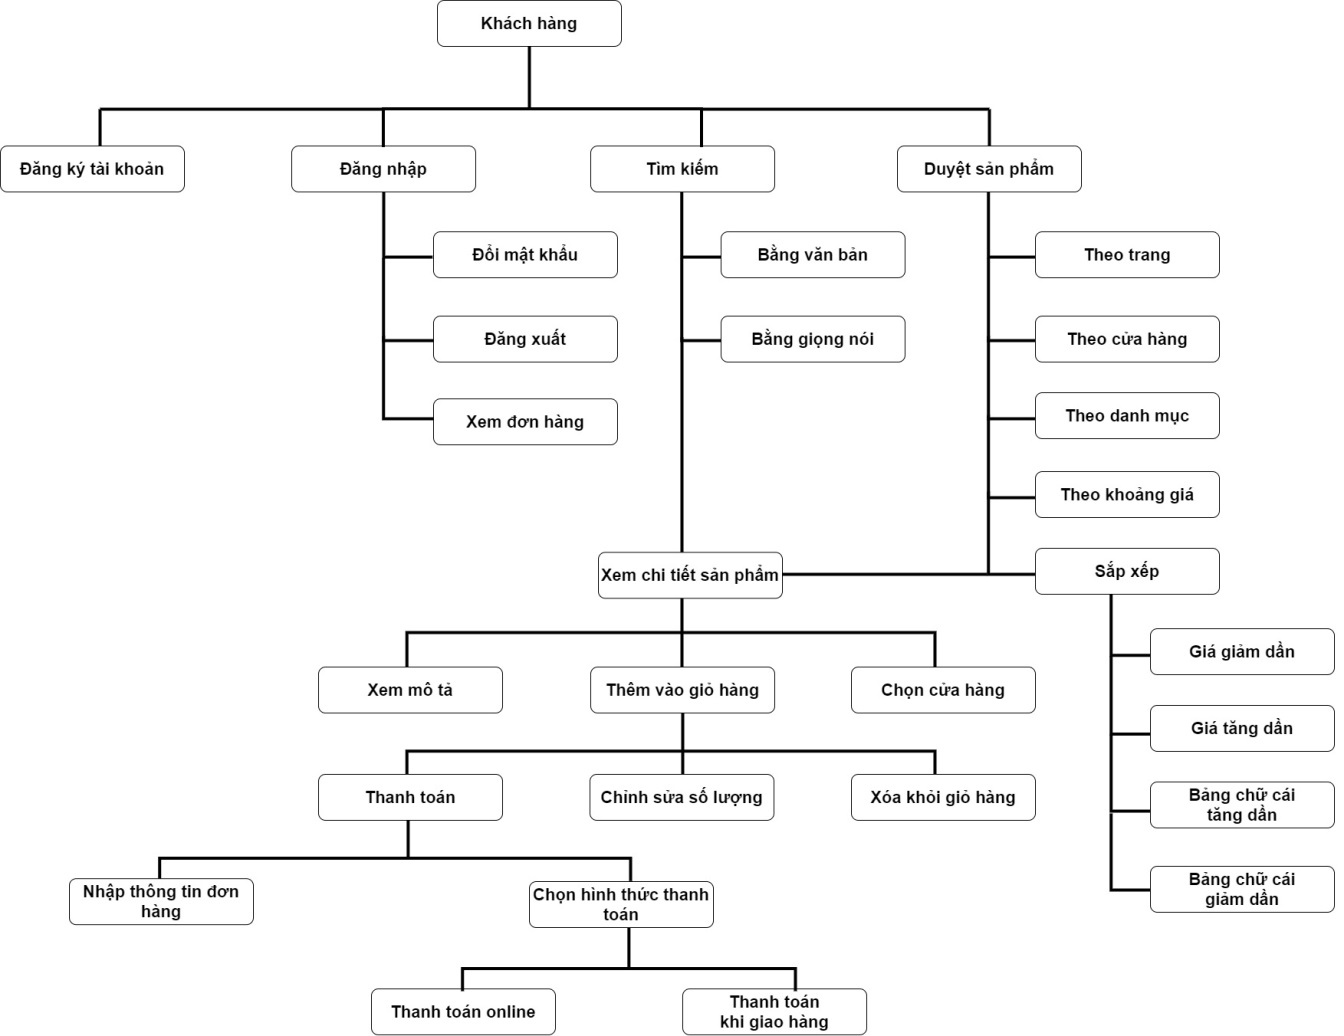 Khách hàng
Đăng ký tài khoản
Đăng nhập
Tìm kiếm
Duyệt sản phẩm
Đổi mật khẩu
Bằng văn bản
Theo trang
Đăng xuất
Bằng giọng nói
Theo cửa hàng
Xem đơn hàng
Theo danh mục
Theo khoảng giá
Xem chi tiết sản phẩm
Sắp xếp
Giá giảm dần
Xem mô tả
Thêm vào giỏ hàng
Chọn cửa hàng
Giá tăng dần
Thanh toán
Chỉnh sửa số lượng
Xóa khỏi giỏ hàng
Bảng chữ cái
tăng dần
Nhập thông tin đơn
hàng
Chọn hình thức thanh
toán
Bảng chữ cái
giảm dần
Thanh toán online
Thanh toán
khi giao hàng